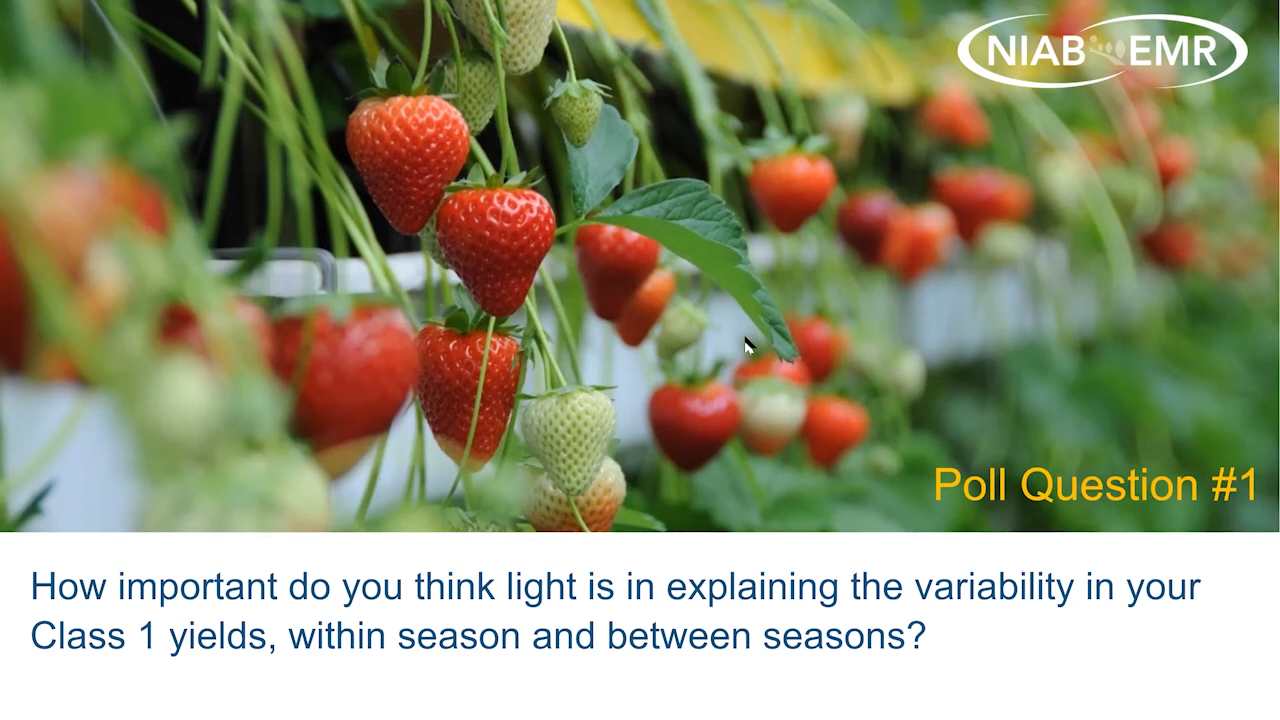 NIAB EMR
Poll Question #1
How important do you think light is in explaining the variability in your
Class 1 yields, within season and between seasons?